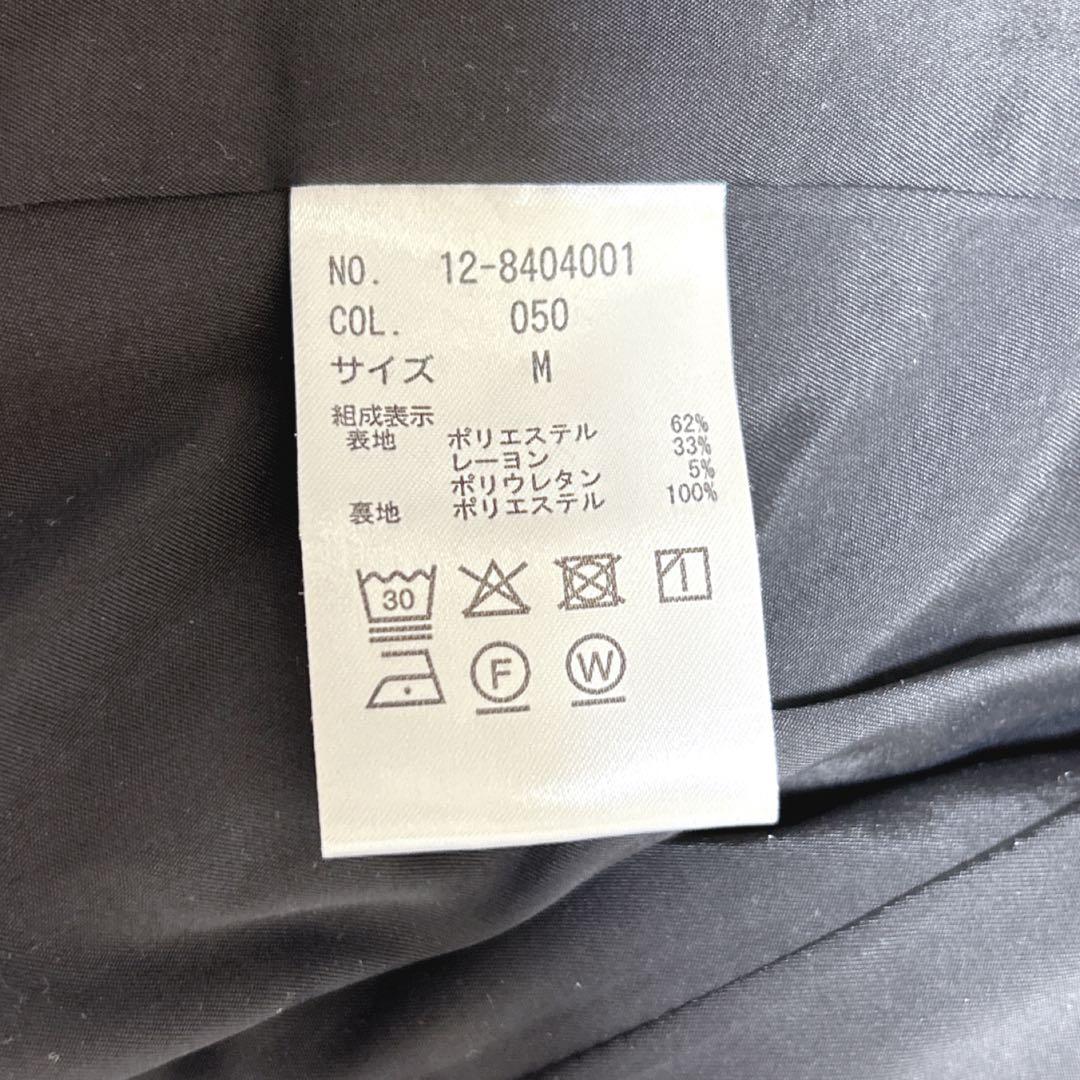 NO. 12-8404001
COL. 050
サイズ M
組成表示
表地 ポリエステル 62%
レーヨン 33%
ポリウレタン 5%
裏地 ポリエステル 100%
30
F W